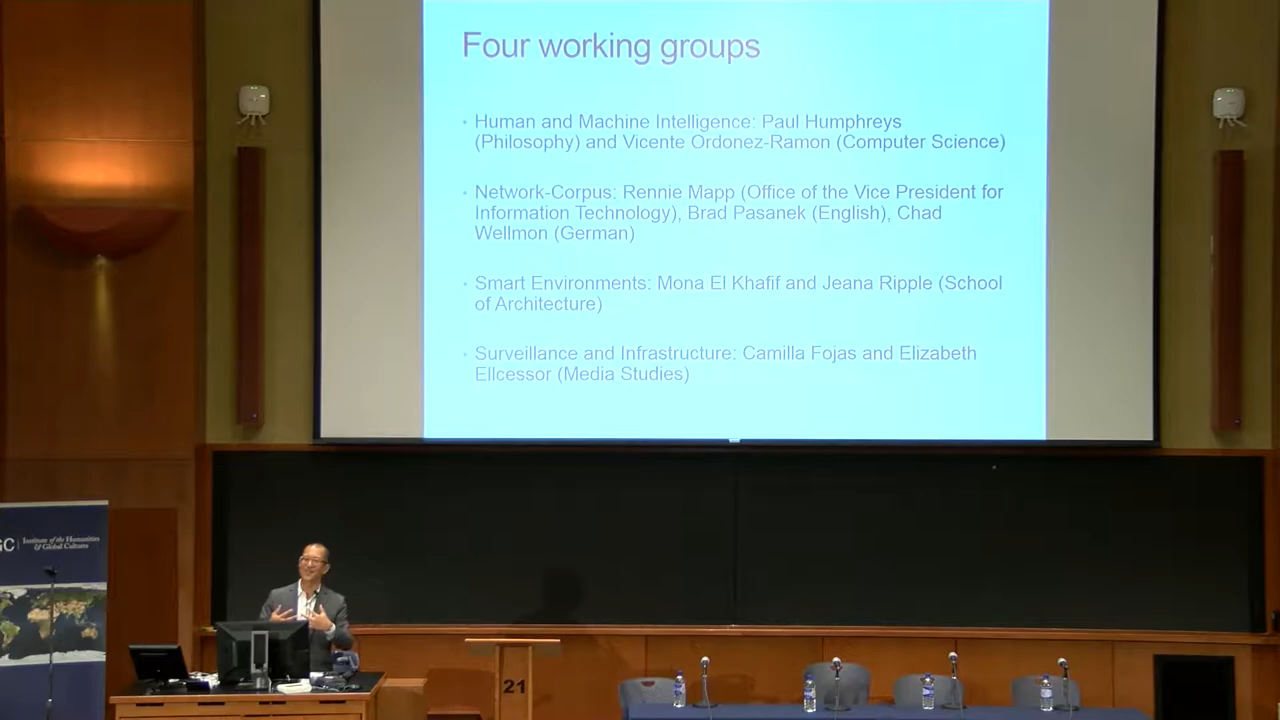 Four working groups
• Human and Machine Intelligence: Paul Humphreys
(Philosophy) and Vicente Ordonez-Ramon (Computer Science)
• Network-Corpus: Rennie Mapp (Office of the Vice President for
Information Technology), Brad Pasanek (English), Chad
Wellmon (German)
• Smart Environments: Mona El Khafif and Jeana Ripple (School
of Architecture)
• Surveillance and Infrastructure: Camilla Fojas and Elizabeth
Ellcessor (Media Studies)
GC | Institute of the Humanities
& Global Cultures
21